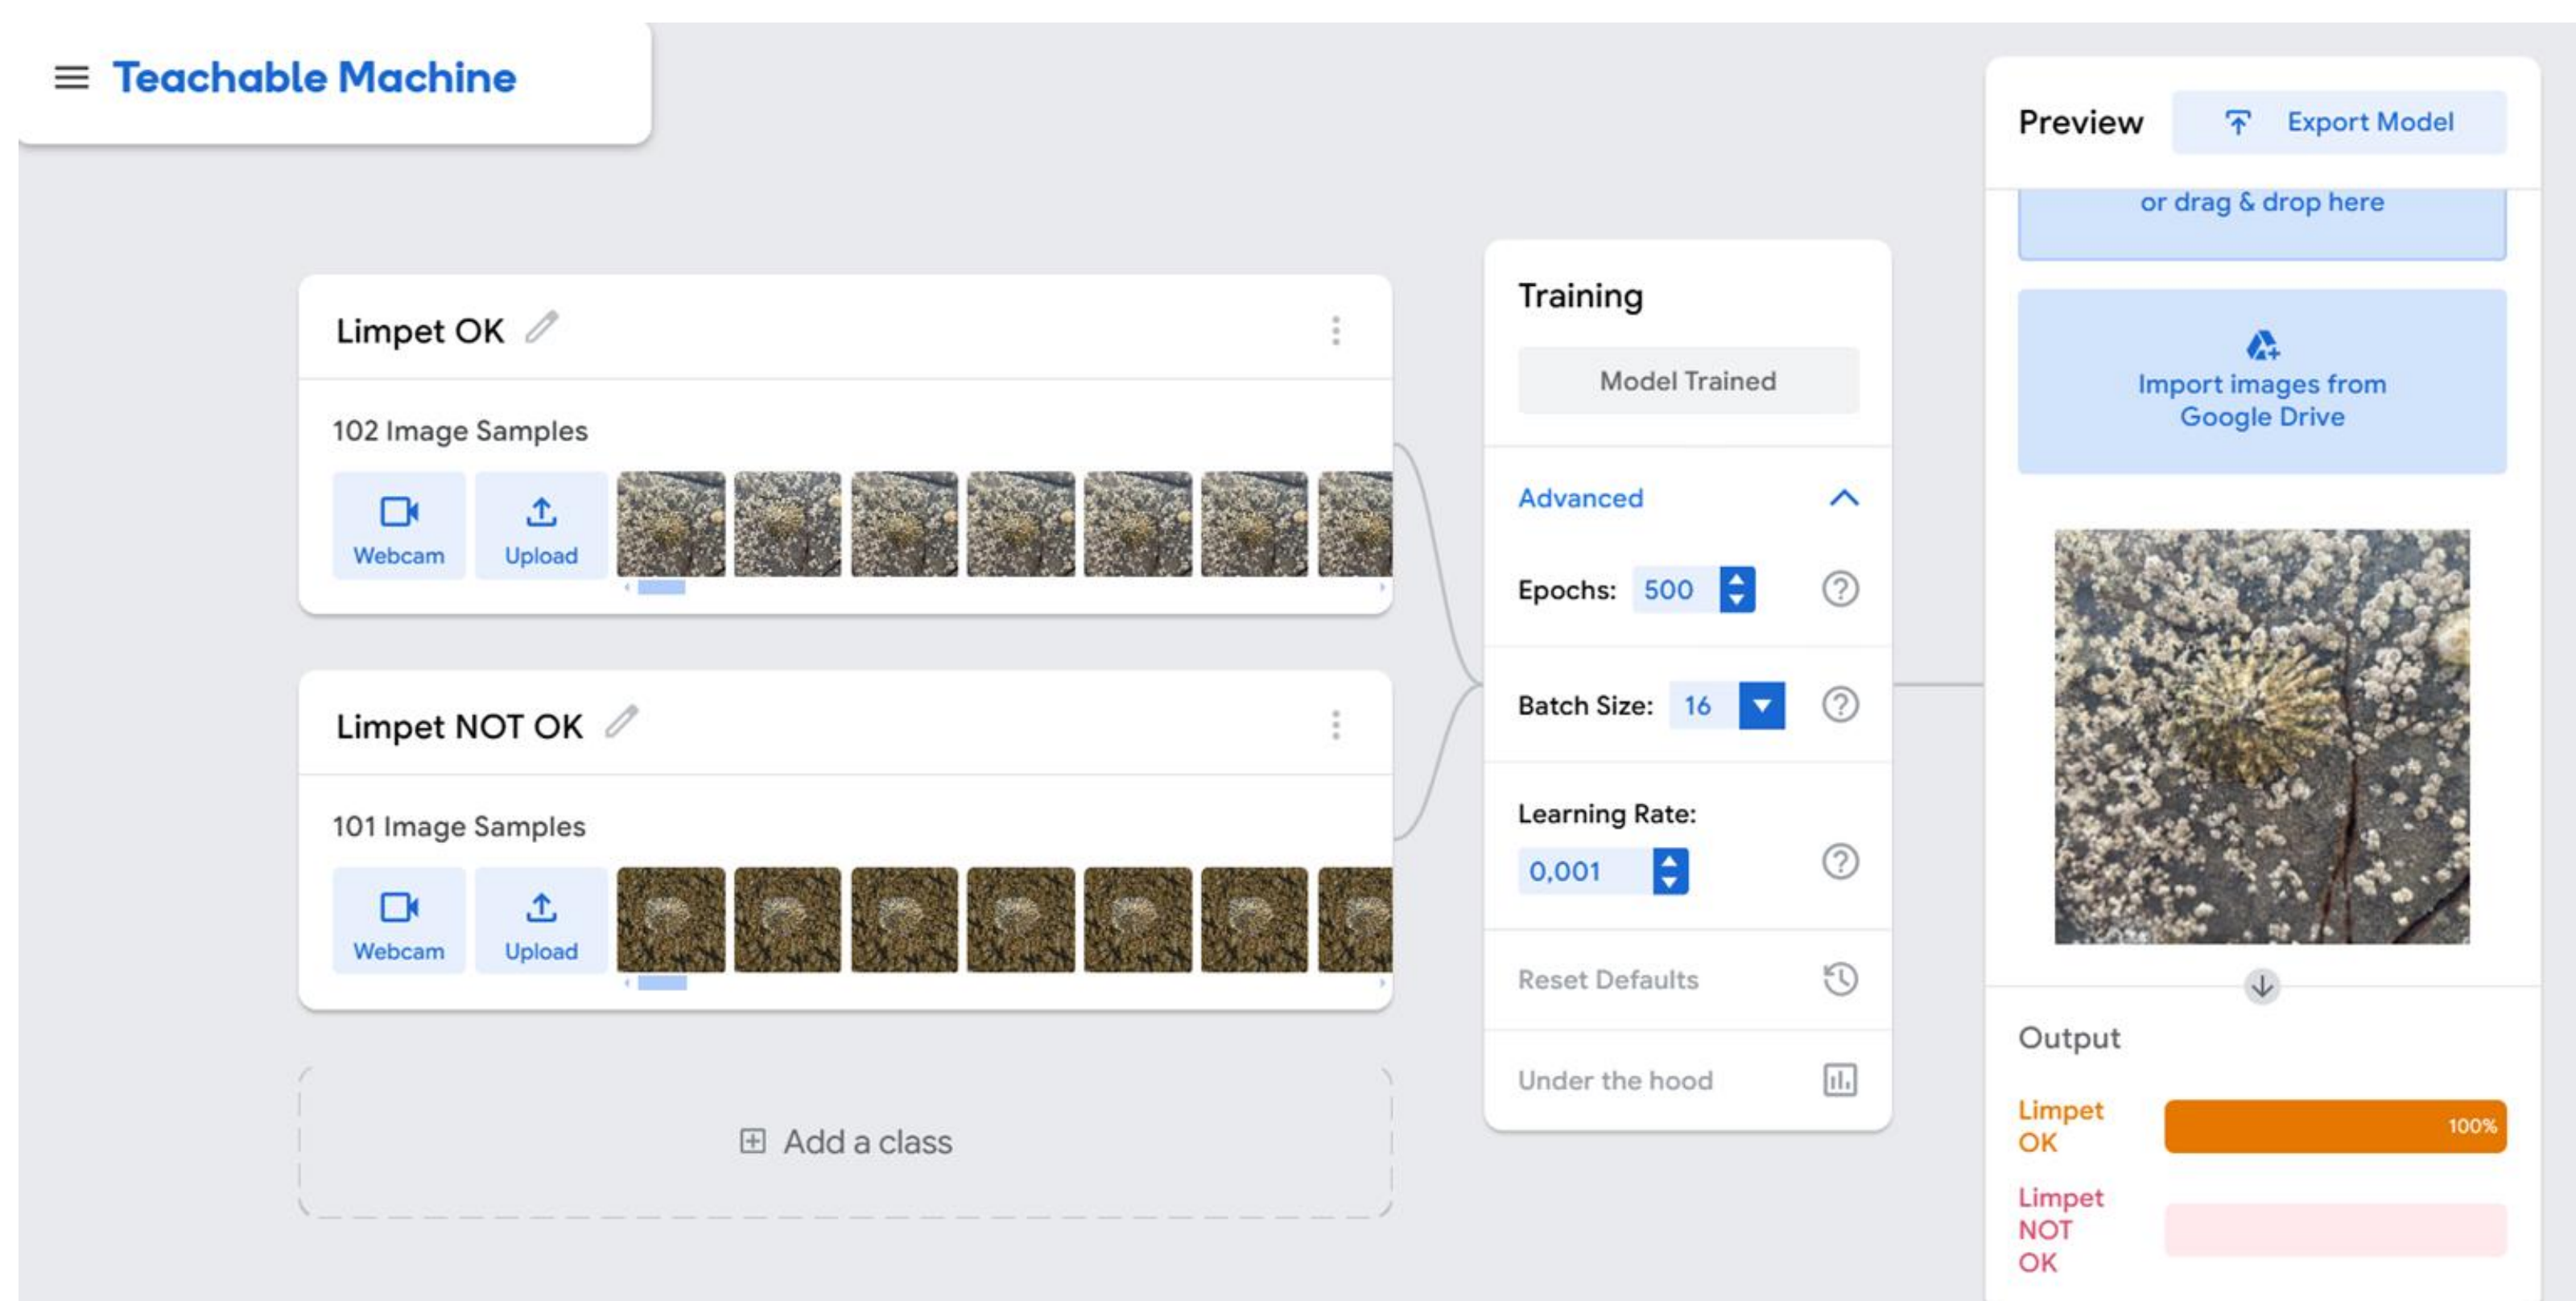 Teachable Machine
Limpet OK
102 Image Samples
Webcam
Upload
Limpet NOT OK
101 Image Samples
Webcam
Upload
Add a class
Training
Model Trained
Advanced
Epochs: 500
Batch Size: 16
Learning Rate:
0,001
Reset Defaults
Under the hood
Preview
Export Model
or drag & drop here
Import images from
Google Drive
Output
Limpet
OK
100%
Limpet
NOT
OK